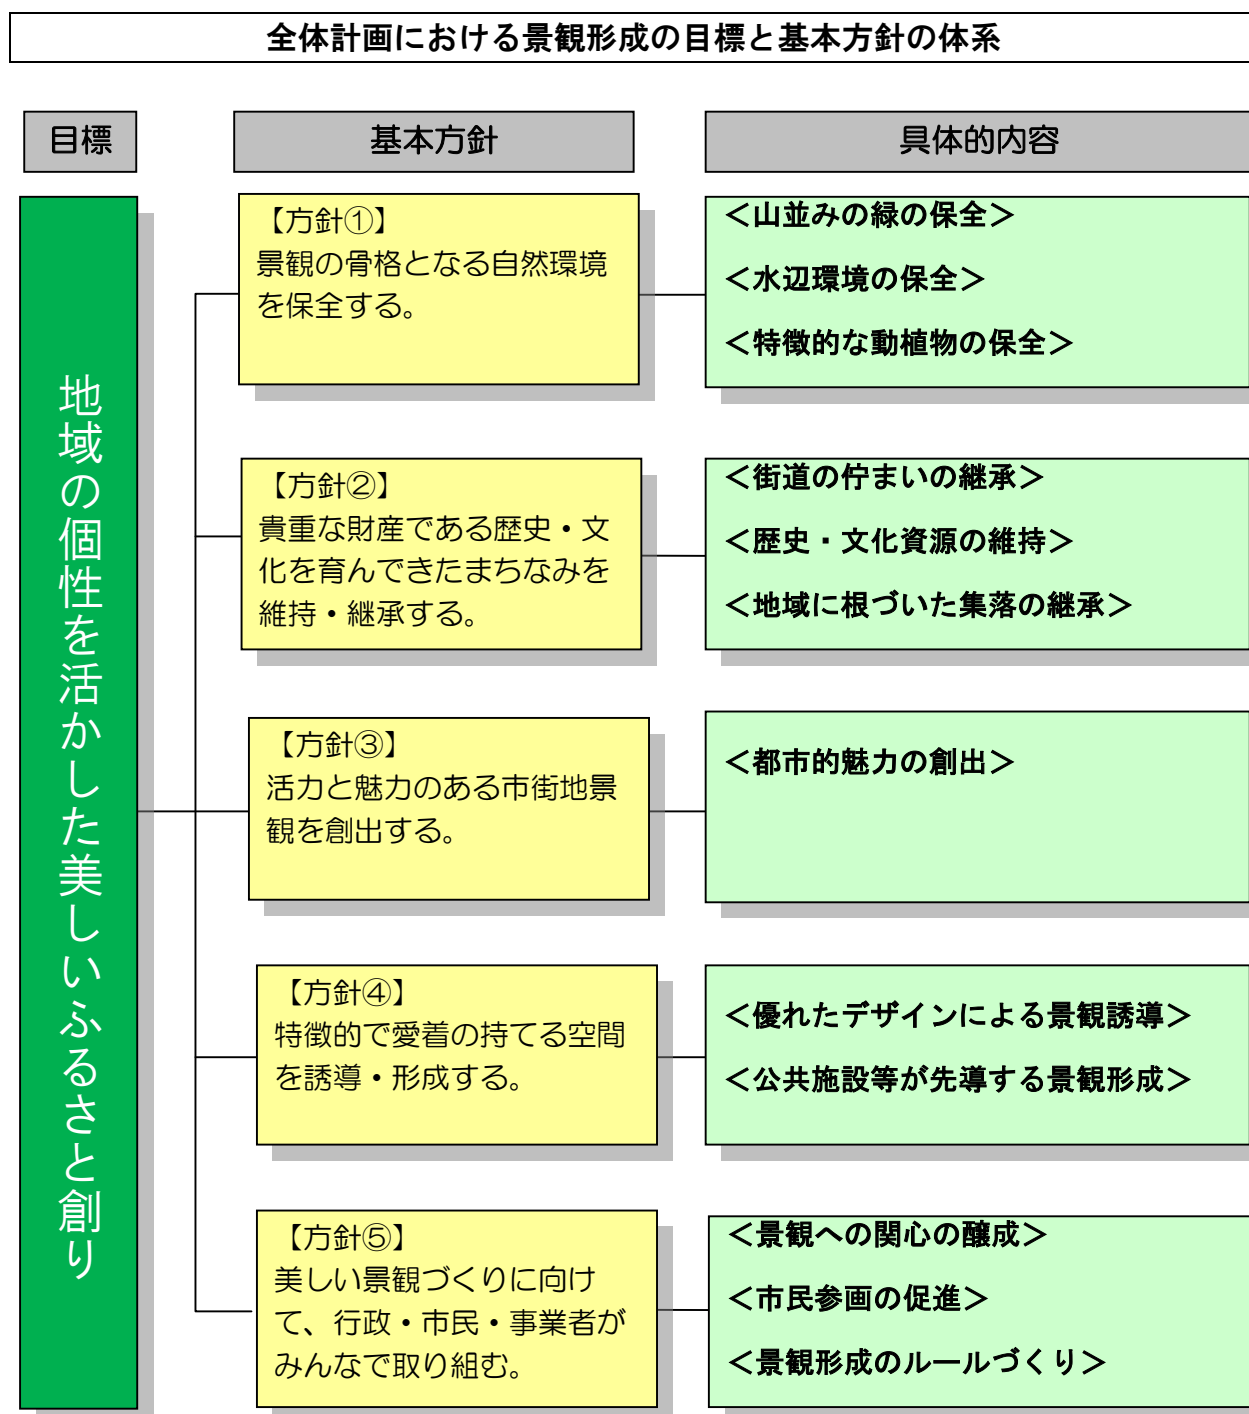 全体計画における景観形成の目標と基本方針の体系
目標
基本方針
具体的内容
地域の個性を活かした美しいふるさと創り
【方針①】
景観の骨格となる自然環境
を保全する。
＜山並みの緑の保全＞
＜水辺環境の保全＞
＜特徴的な動植物の保全＞
【方針②】
貴重な財産である歴史・文
化を育んできたまちなみを
維持・継承する。
＜街道の佇まいの継承＞
＜歴史・文化資源の維持＞
＜地域に根づいた集落の継承＞
【方針③】
活力と魅力のある市街地景
観を創出する。
＜都市的魅力の創出＞
【方針④】
特徴的で愛着の持てる空間
を誘導・形成する。
＜優れたデザインによる景観誘導＞
＜公共施設等が先導する景観形成＞
【方針⑤】
美しい景観づくりに向け
て、行政・市民・事業者が
みんなで取り組む。
＜景観への関心の醸成＞
＜市民参画の促進＞
＜景観形成のルールづくり＞